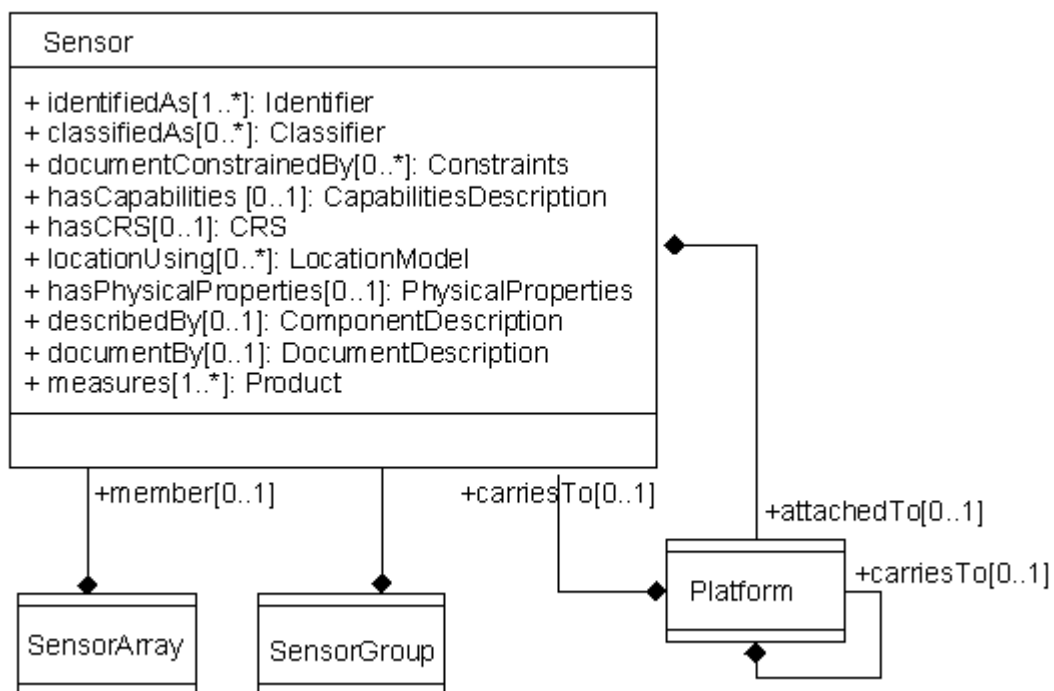 Sensor
+ identifiedAs[1..*]: Identifier
+ classifiedAs[0..*]: Classifier
+ documentConstrainedBy[0..*]: Constraints
+ hasCapabilities [0..1]: CapabilitiesDescription
+ hasCRS[0..1]: CRS
+ locationUsing[0..*]: LocationModel
+ hasPhysicalProperties[0..1]: PhysicalProperties
+ describedBy[0..1]: ComponentDescription
+ documentBy[0..1]: DocumentDescription
+ measures[1..*]: Product
+member[0..1]
+carriesTo[0..1]
+attachedTo[0..1]
+carriesTo[0..1]
Platform
SensorArray
SensorGroup